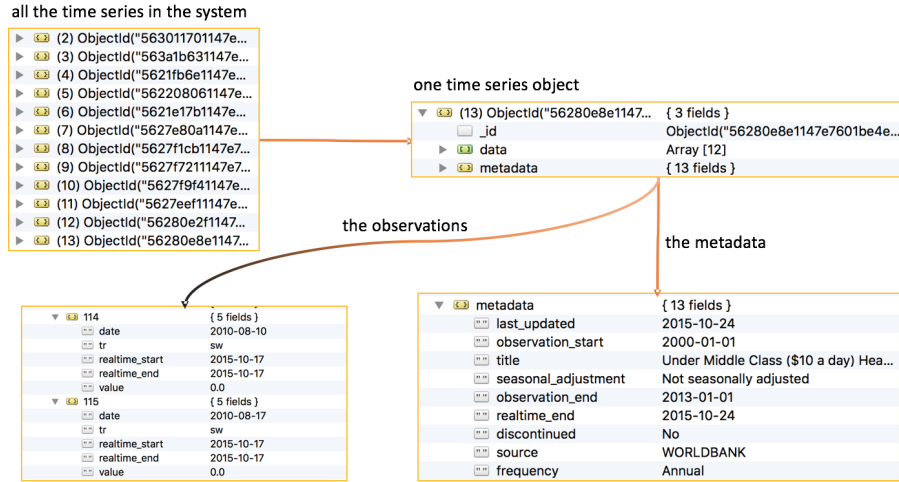 all the time series in the system
(2) ObjectId("563011701147e...
(3) ObjectId("563a1b631147e...
(4) ObjectId("5621fb6e1147e...
(5) ObjectId("562208061147e...
(6) ObjectId("5621e17b1147e...
(7) ObjectId("5627e80a1147e...
(8) ObjectId("5627f1cb1147e7...
(9) ObjectId("5627f7211147e7...
(10) ObjectId("5627f9f41147e...
(11) ObjectId("5627eef11147e...
(12) ObjectId("56280e2f1147...
(13) ObjectId("56280e8e1147...
one time series object
(13) ObjectId("56280e8e1147... { 3 fields }
_id ObjectId("56280e8e1147e7601be4e...
data Array [12]
metadata { 13 fields }
the observations
the metadata
114 { 5 fields }
date 2010-08-10
tr sw
realtime_start 2015-10-17
realtime_end 2015-10-17
value 0.0
115 { 5 fields }
date 2010-08-17
tr sw
realtime_start 2015-10-17
realtime_end 2015-10-17
value 0.0
metadata { 13 fields }
last_updated 2015-10-24
observation_start 2000-01-01
title Under Middle Class ($10 a day) Hea...
seasonal_adjustment Not seasonally adjusted
observation_end 2013-01-01
realtime_end 2015-10-24
discontinued No
source WORLDBANK
frequency Annual